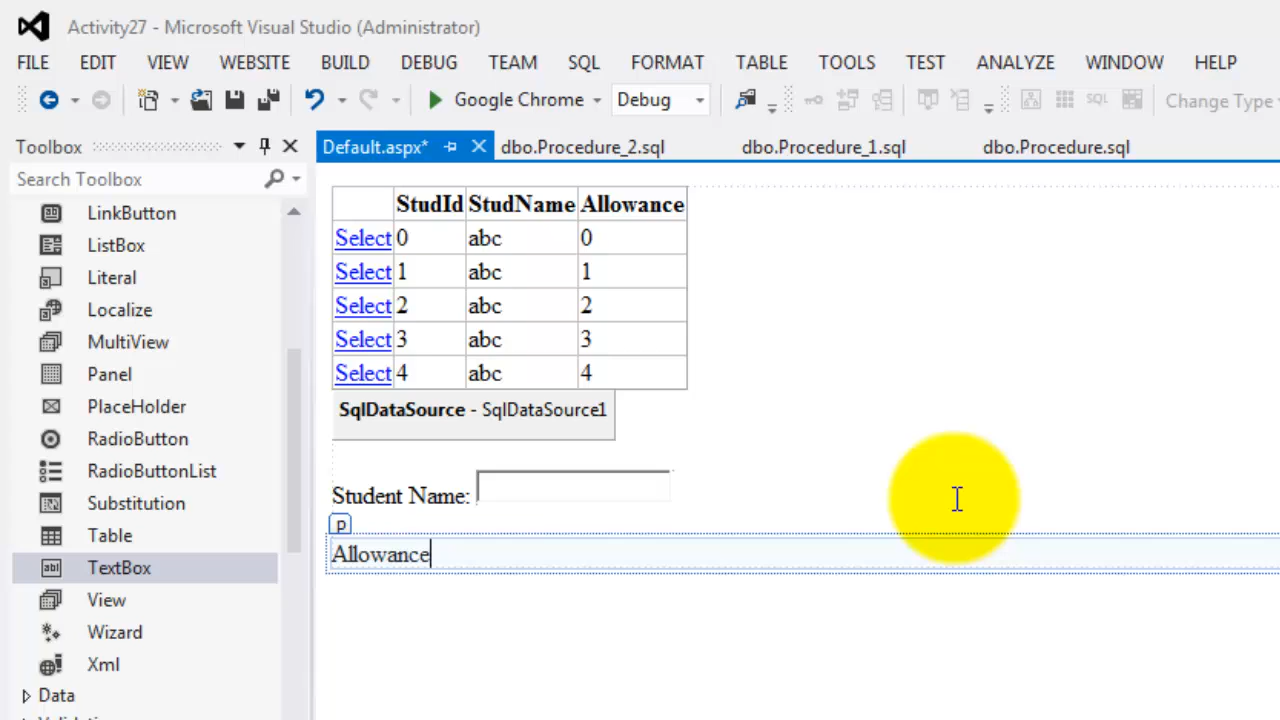 Activity27 - Microsoft Visual Studio (Administrator)
FILE EDIT VIEW WEBSITE BUILD DEBUG TEAM SQL FORMAT TABLE TOOLS TEST ANALYZE WINDOW HELP
Google Chrome Debug SQL Change Type
Toolbox
Default.aspx* dbo.Procedure_2.sql dbo.Procedure_1.sql dbo.Procedure.sql
Search Toolbox
LinkButton
ListBox
Literal
Localize
MultiView
Panel
PlaceHolder
RadioButton
RadioButtonList
Substitution
Table
abl TextBox
View
Wizard
Xml
Data
StudId StudName Allowance
Select 0 abc 0
Select 1 abc 1
Select 2 abc 2
Select 3 abc 3
Select 4 abc 4
SqlDataSource - SqlDataSource1
Student Name:
p
Allowance